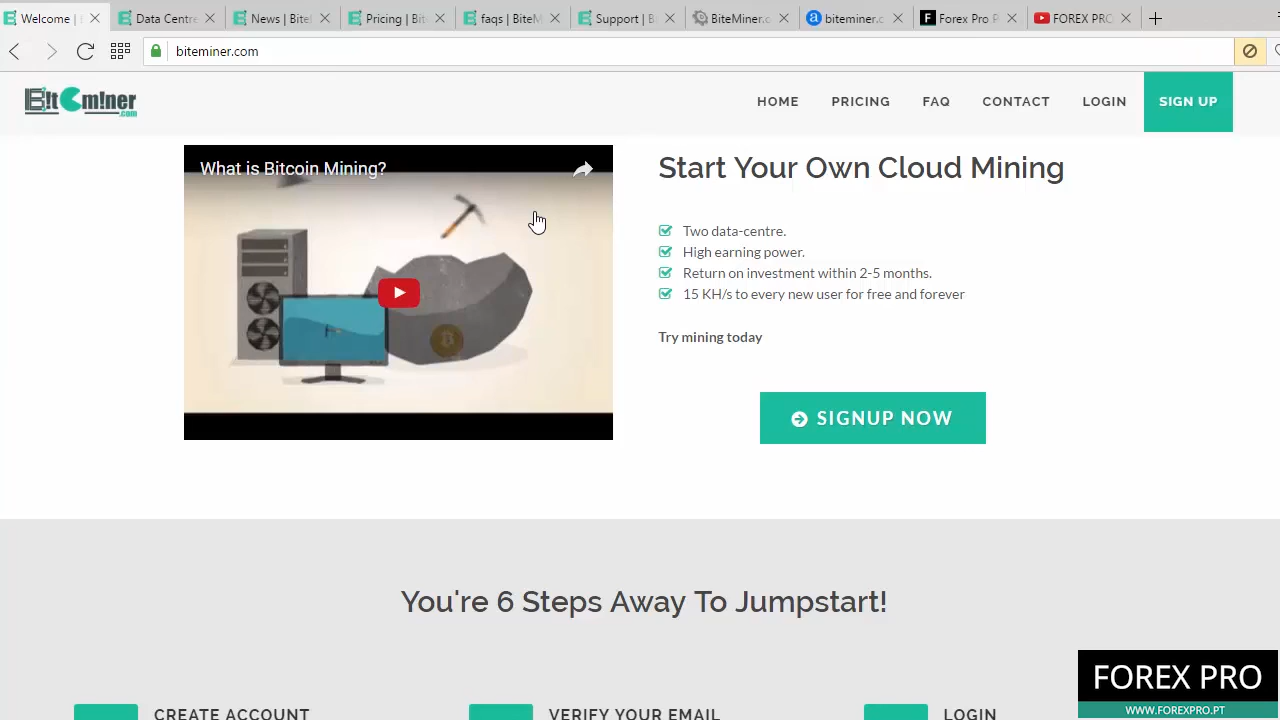 Welcome |
Data Centre
News | Bite
Pricing | Bit
faqs | BiteM
Support | B
BiteMiner.c
biteminer.c
Forex Pro P
FOREX PRO
biteminer.com
B!teM!ner
.com
HOME
PRICING
FAQ
CONTACT
LOGIN
SIGN UP
What is Bitcoin Mining?
Start Your Own Cloud Mining
Two data-centre.
High earning power.
Return on investment within 2-5 months.
15 KH/s to every new user for free and forever
Try mining today
SIGNUP NOW
You're 6 Steps Away To Jumpstart!
CREATE ACCOUNT
VERIFY YOUR EMAIL
LOGIN
FOREX PRO
WWW.FOREXPRO.PT